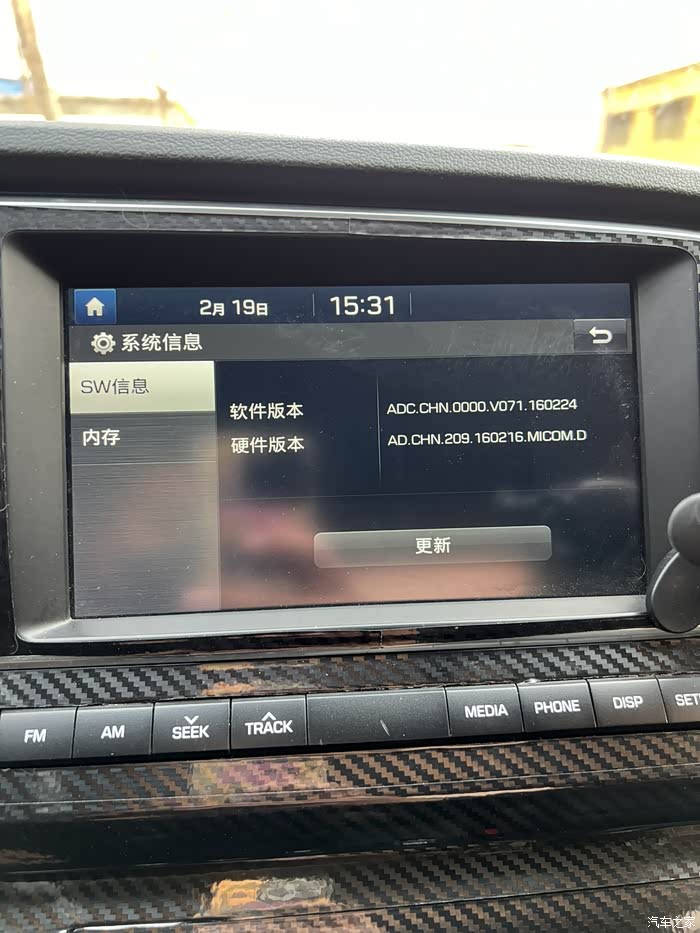 2月 19日 15:31
系统信息
SW信息
内存
软件版本 ADC.CHN.0000.V071.160224
硬件版本 AD.CHN.209.160216.MICOM.D
更新
FM AM SEEK TRACK MEDIA PHONE DISP SET
汽车之家